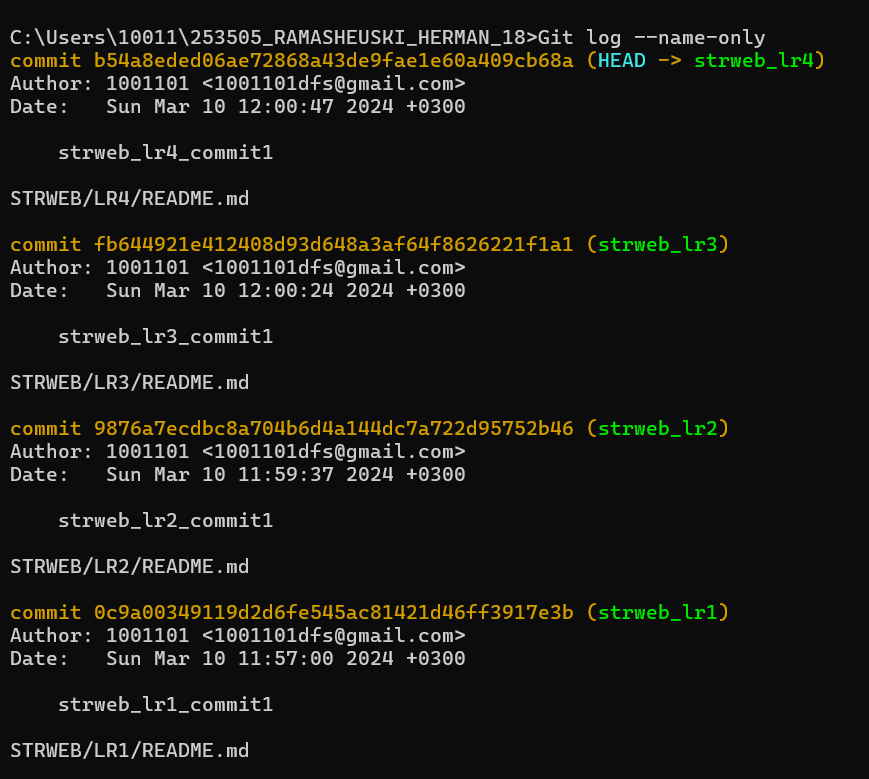 C:\Users\10011\253505_RAMASHEUSKI_HERMAN_18>Git log --name-only
commit b54a8eded06ae72868a43de9fae1e60a409cb68a (HEAD -> strweb_lr4)
Author: 1001101 <1001101dfs@gmail.com>
Date:   Sun Mar 10 12:00:47 2024 +0300
    strweb_lr4_commit1
STRWEB/LR4/README.md
commit fb644921e412408d93d648a3af64f8626221f1a1 (strweb_lr3)
Author: 1001101 <1001101dfs@gmail.com>
Date:   Sun Mar 10 12:00:24 2024 +0300
    strweb_lr3_commit1
STRWEB/LR3/README.md
commit 9876a7ecdbc8a704b6d4a144dc7a722d95752b46 (strweb_lr2)
Author: 1001101 <1001101dfs@gmail.com>
Date:   Sun Mar 10 11:59:37 2024 +0300
    strweb_lr2_commit1
STRWEB/LR2/README.md
commit 0c9a00349119d2d6fe545ac81421d46ff3917e3b (strweb_lr1)
Author: 1001101 <1001101dfs@gmail.com>
Date:   Sun Mar 10 11:57:00 2024 +0300
    strweb_lr1_commit1
STRWEB/LR1/README.md